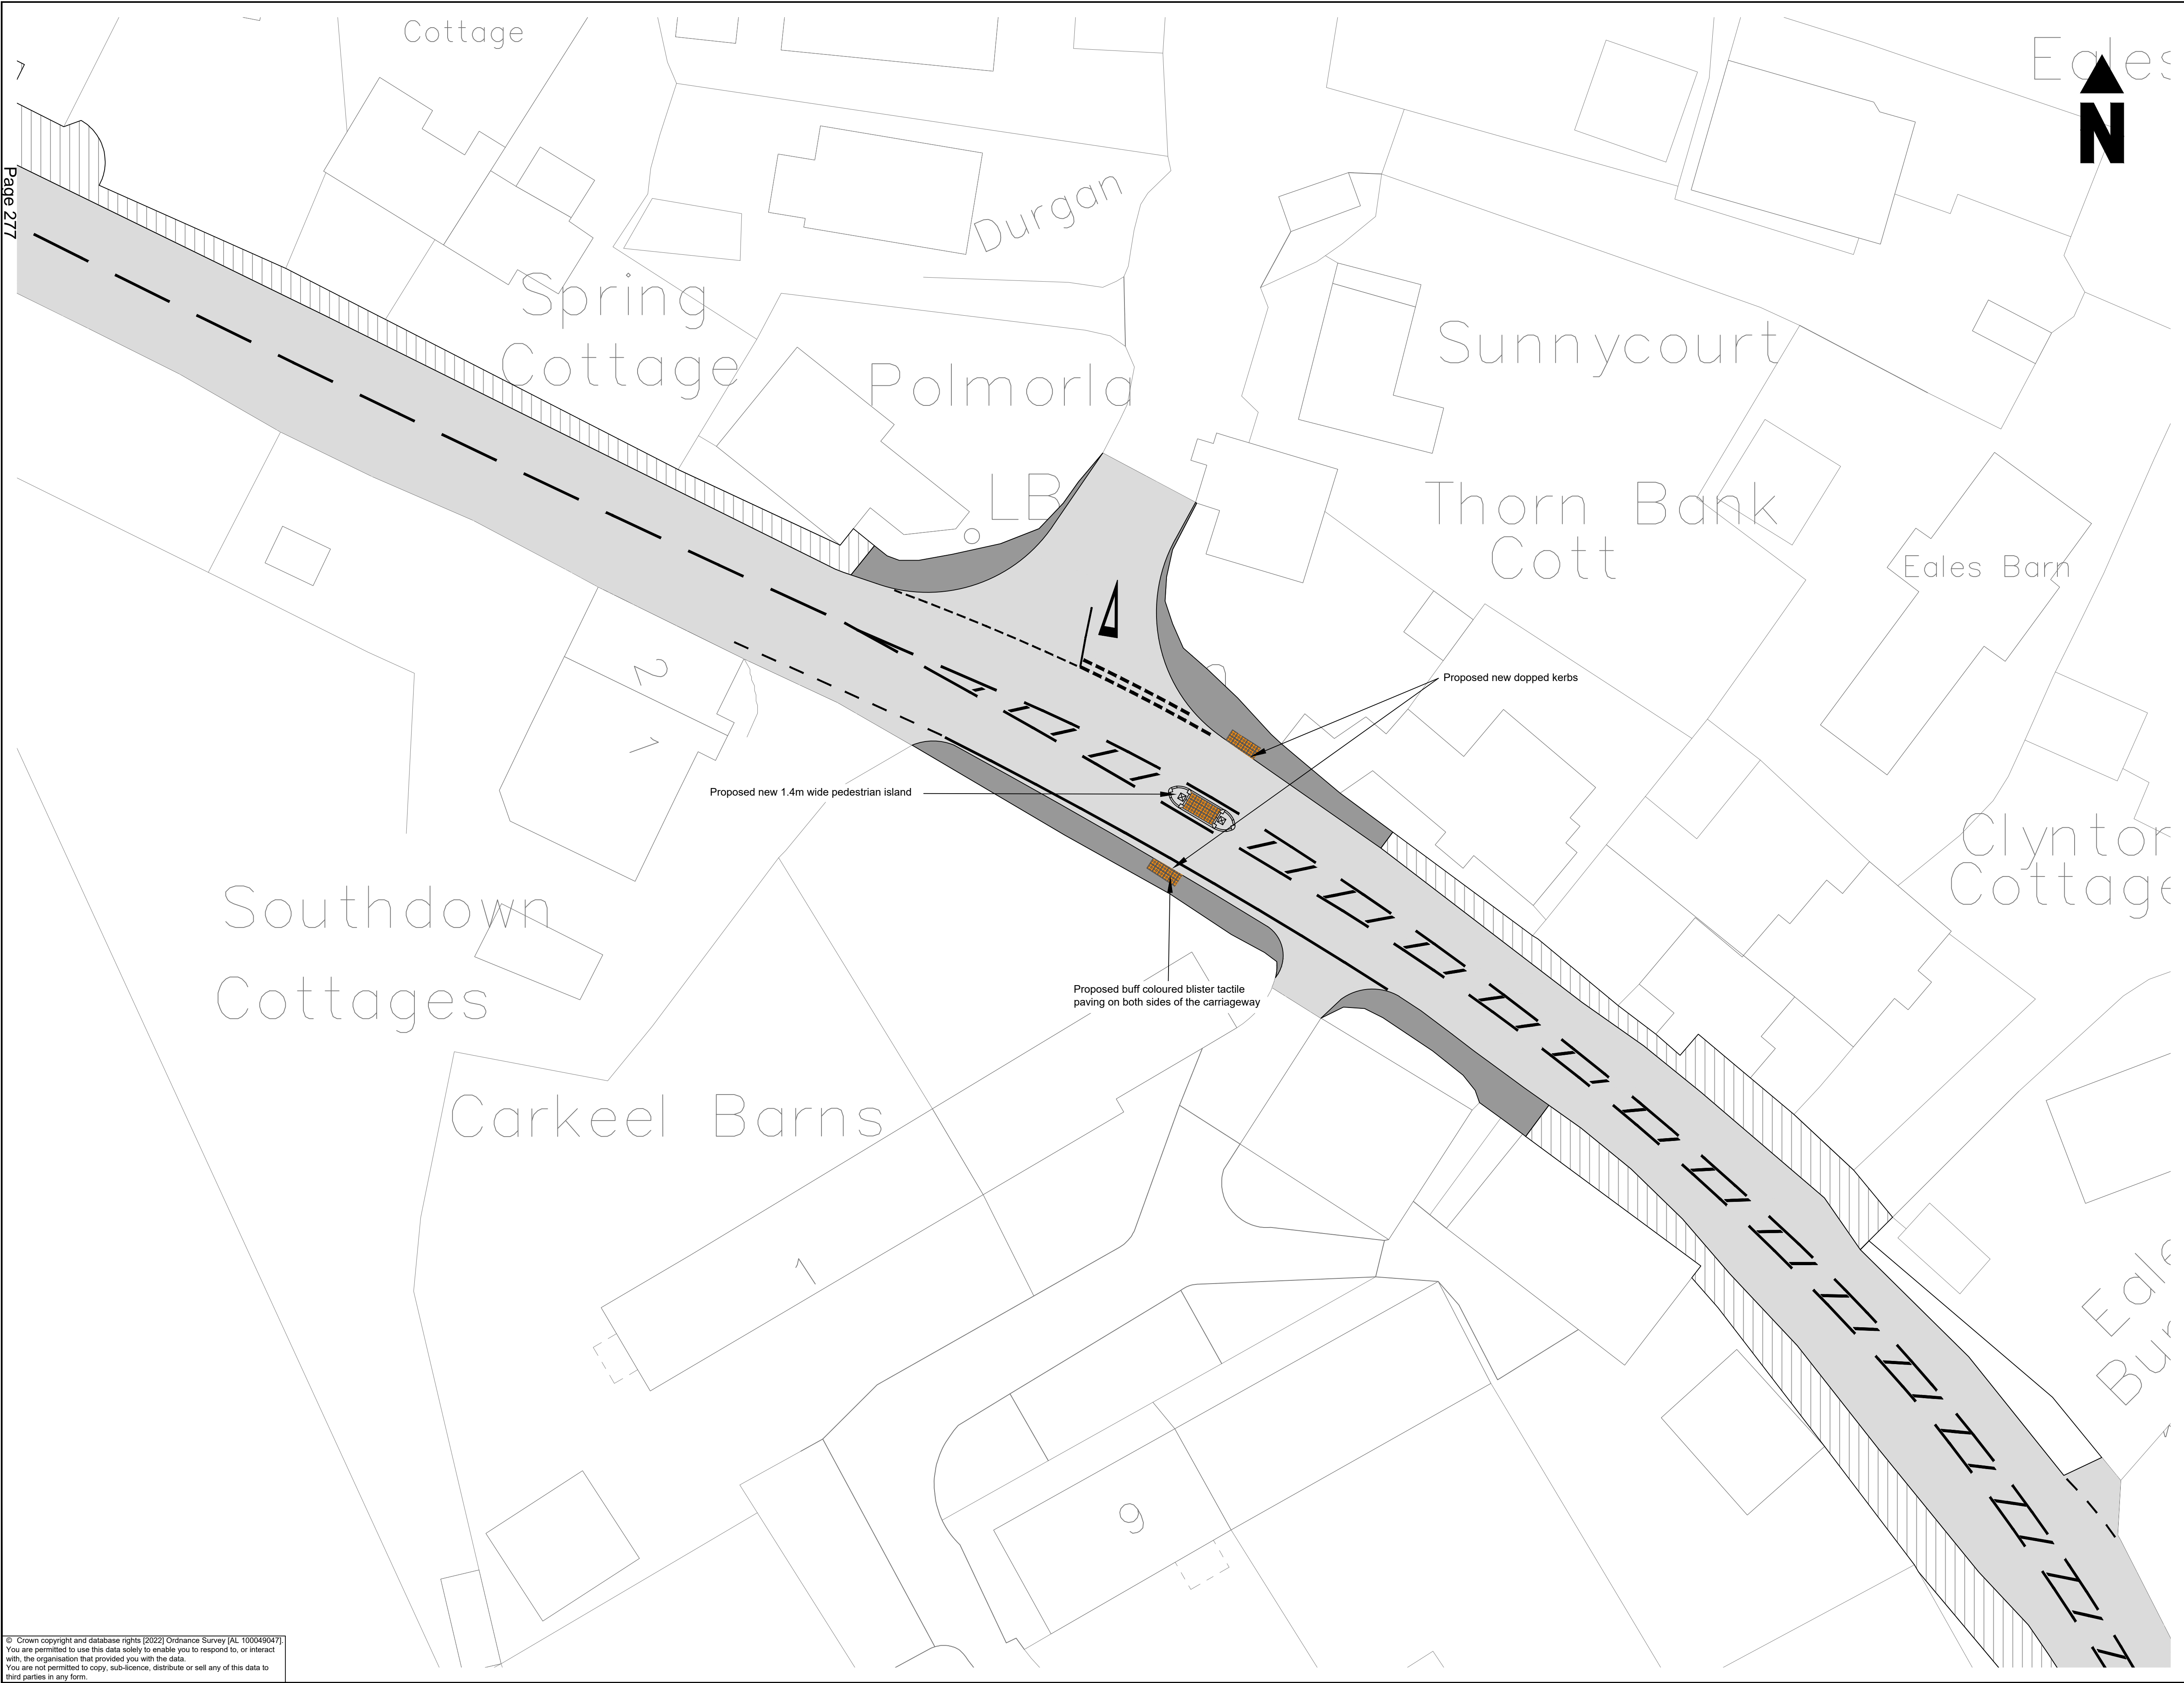 Cottage
Eales
N
Page 277
Durgan
Spring
Cottage
Polmorla
Sunnycourt
LB
Thorn Bank
Cott
Eales Barn
2
1
Proposed new dopped kerbs
Proposed new 1.4m wide pedestrian island
Clynton
Cottage
Southdown
Cottages
Proposed buff coloured blister tactile
paving on both sides of the carriageway
Carkeel Barns
1
9
© Crown copyright and database rights [2022] Ordnance Survey [AL 100049047].
You are permitted to use this data solely to enable you to respond to, or interact
with, the organisation that provided you with the data.
You are not permitted to copy, sub-licence, distribute or sell any of this data to
third parties in any form.